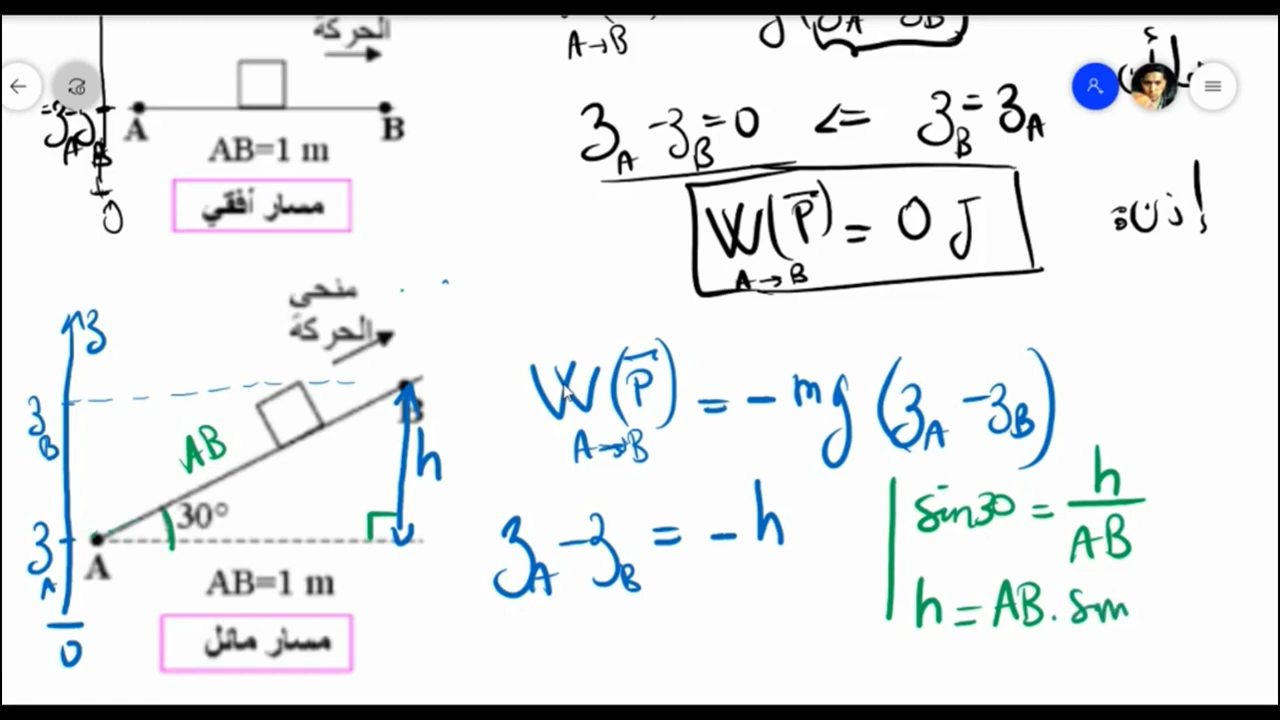 الحركة
A→B
z_A - z_B = 0 <= z_B = z_A
A B
AB=1 m
مسار أفقي
0
W(P⃗) = 0 J
A→B
إذن:
منحى
الحركة
z
W(P⃗) = - mg (z_A - z_B)
A→B
z_B
AB
B
h
30°
z_A - z_B = - h
sin30 = h/AB
z_A
A
AB=1 m
h = AB. sin
مسار مائل
0